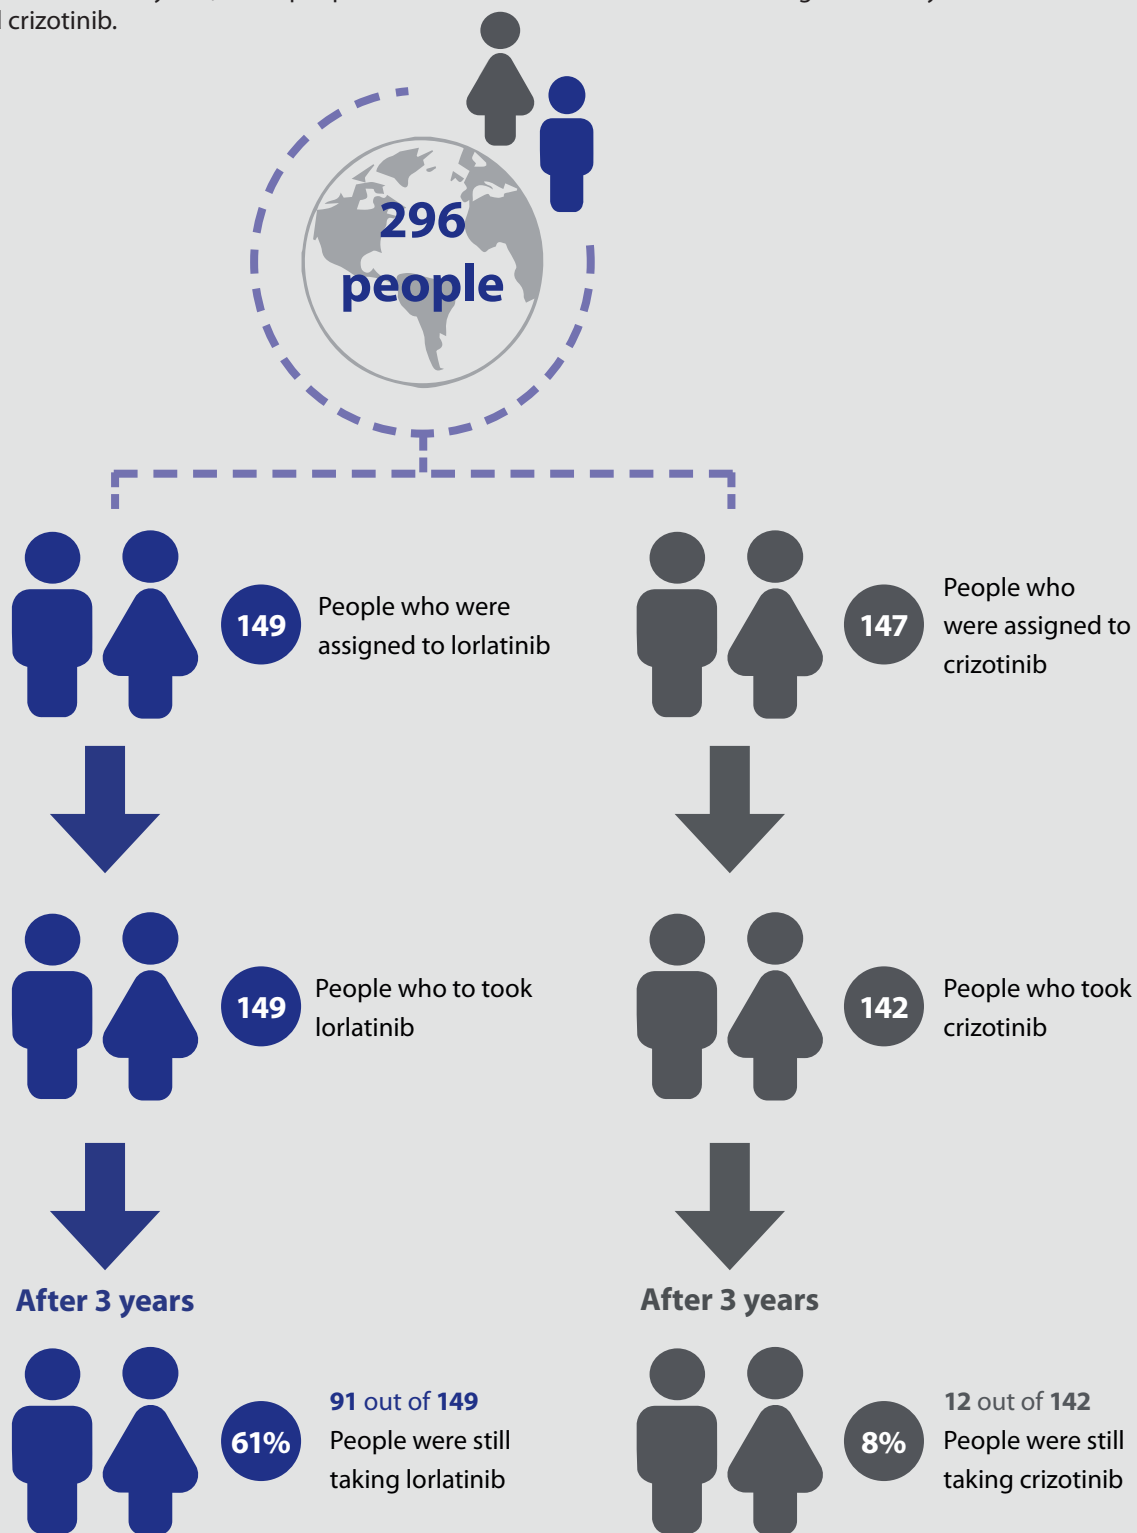 crizotinib.
296
people
149
People who were
assigned to lorlatinib
147
People who
were assigned to
crizotinib
149
People who to took
lorlatinib
142
People who took
crizotinib
After 3 years
After 3 years
61%
91 out of 149
People were still
taking lorlatinib
8%
12 out of 142
People were still
taking crizotinib